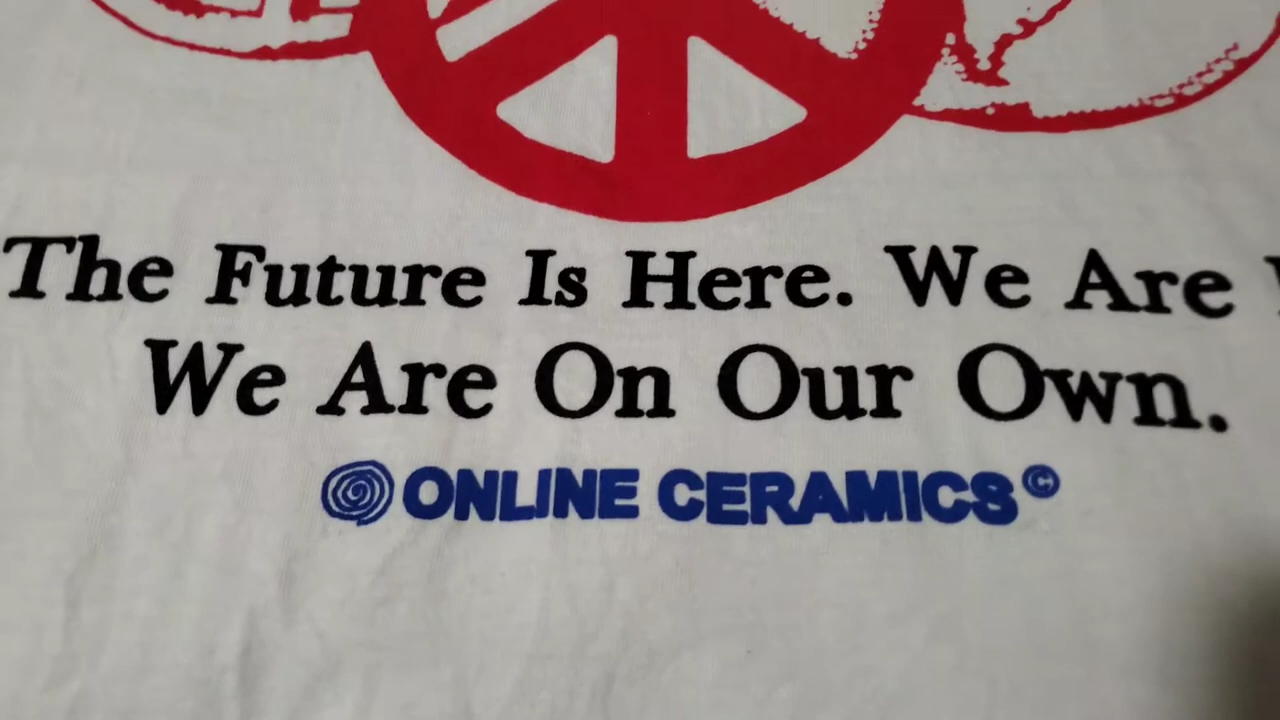 The Future Is Here. We Are
We Are On Our Own.
ONLINE CERAMICS©